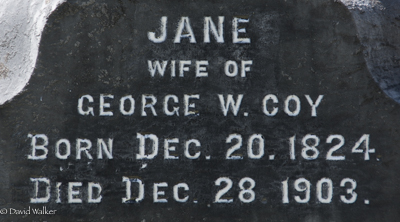 JANE
WIFE OF
GEORGE W. COY
BORN DEC. 20. 1824.
DIED DEC. 28 1903.
© David Walker